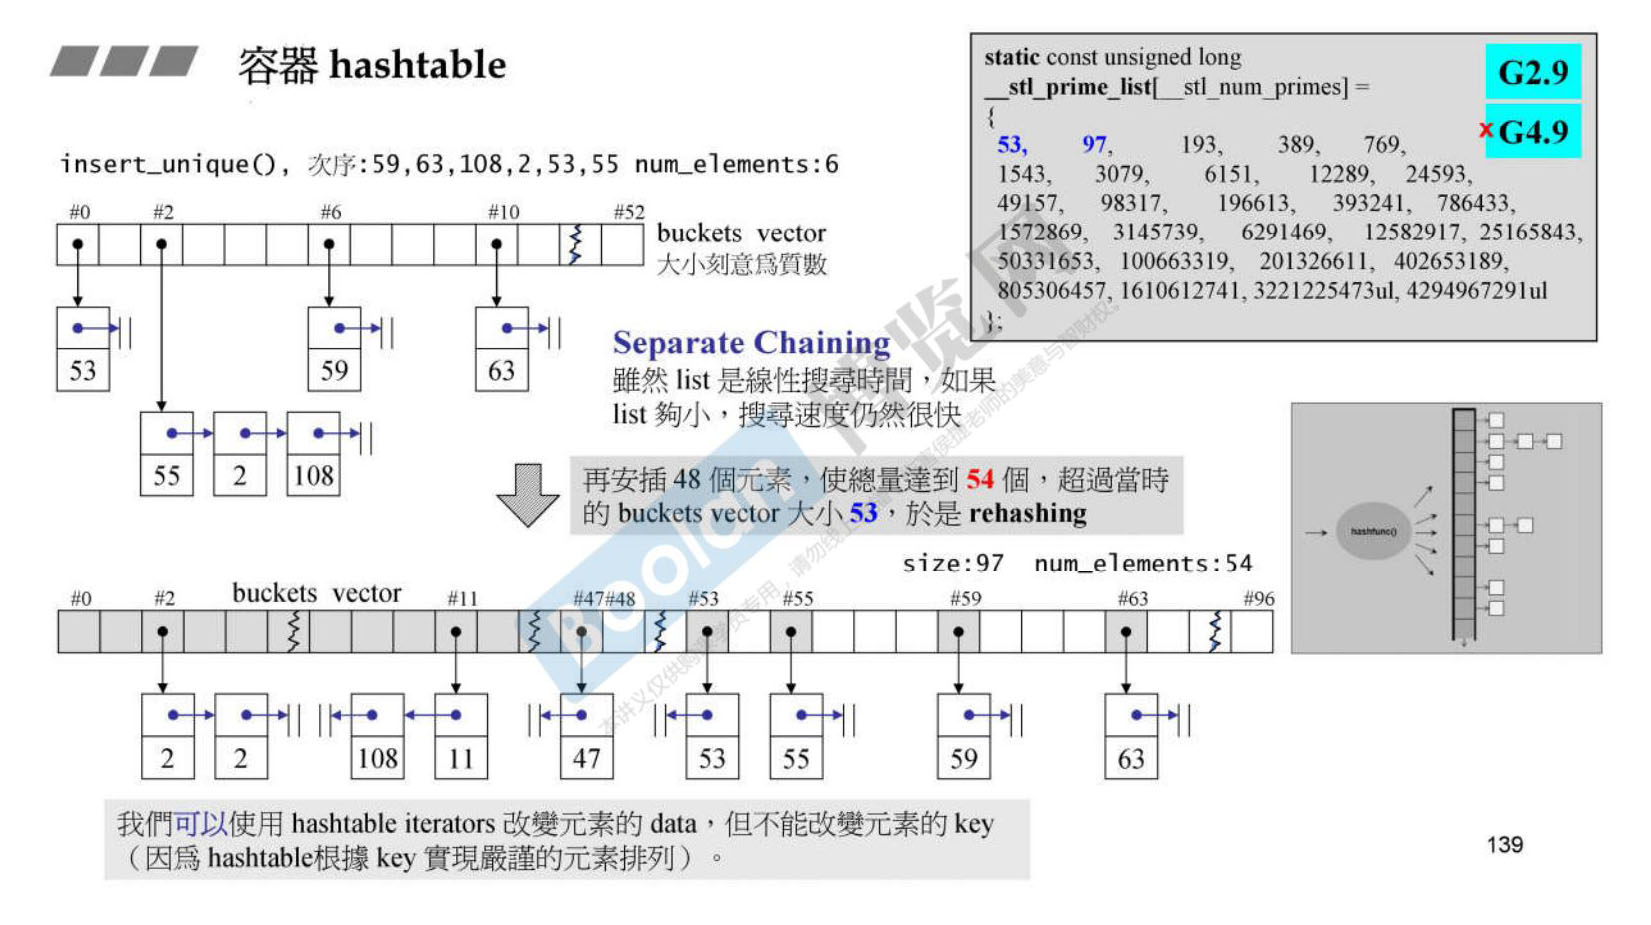 容器 hashtable
static const unsigned long
__stl_prime_list[__stl_num_primes] =
{
53, 97, 193, 389, 769,
1543, 3079, 6151, 12289, 24593,
49157, 98317, 196613, 393241, 786433,
1572869, 3145739, 6291469, 12582917, 25165843,
50331653, 100663319, 201326611, 402653189,
805306457, 1610612741, 3221225473ul, 4294967291ul
};
G2.9
x G4.9
insert_unique(), 次序:59,63,108,2,53,55 num_elements:6
#0 #2 #6 #10 #52
buckets vector
大小刻意為質數
53 59 63
55 2 108
Separate Chaining
雖然 list 是線性搜尋時間，如果
list 夠小，搜尋速度仍然很快
再安插 48 個元素，使總量達到 54 個，超過當時
的 buckets vector 大小 53，於是 rehashing
hashfunc()
size:97 num_elements:54
buckets vector
#0 #2 #11 #47 #48 #53 #55 #59 #63 #96
2 2 108 11 47 53 55 59 63
我們可以使用 hashtable iterators 改變元素的 data，但不能改變元素的 key
（因為 hashtable根據 key 實現嚴謹的元素排列）。
139
Boolan 博览网